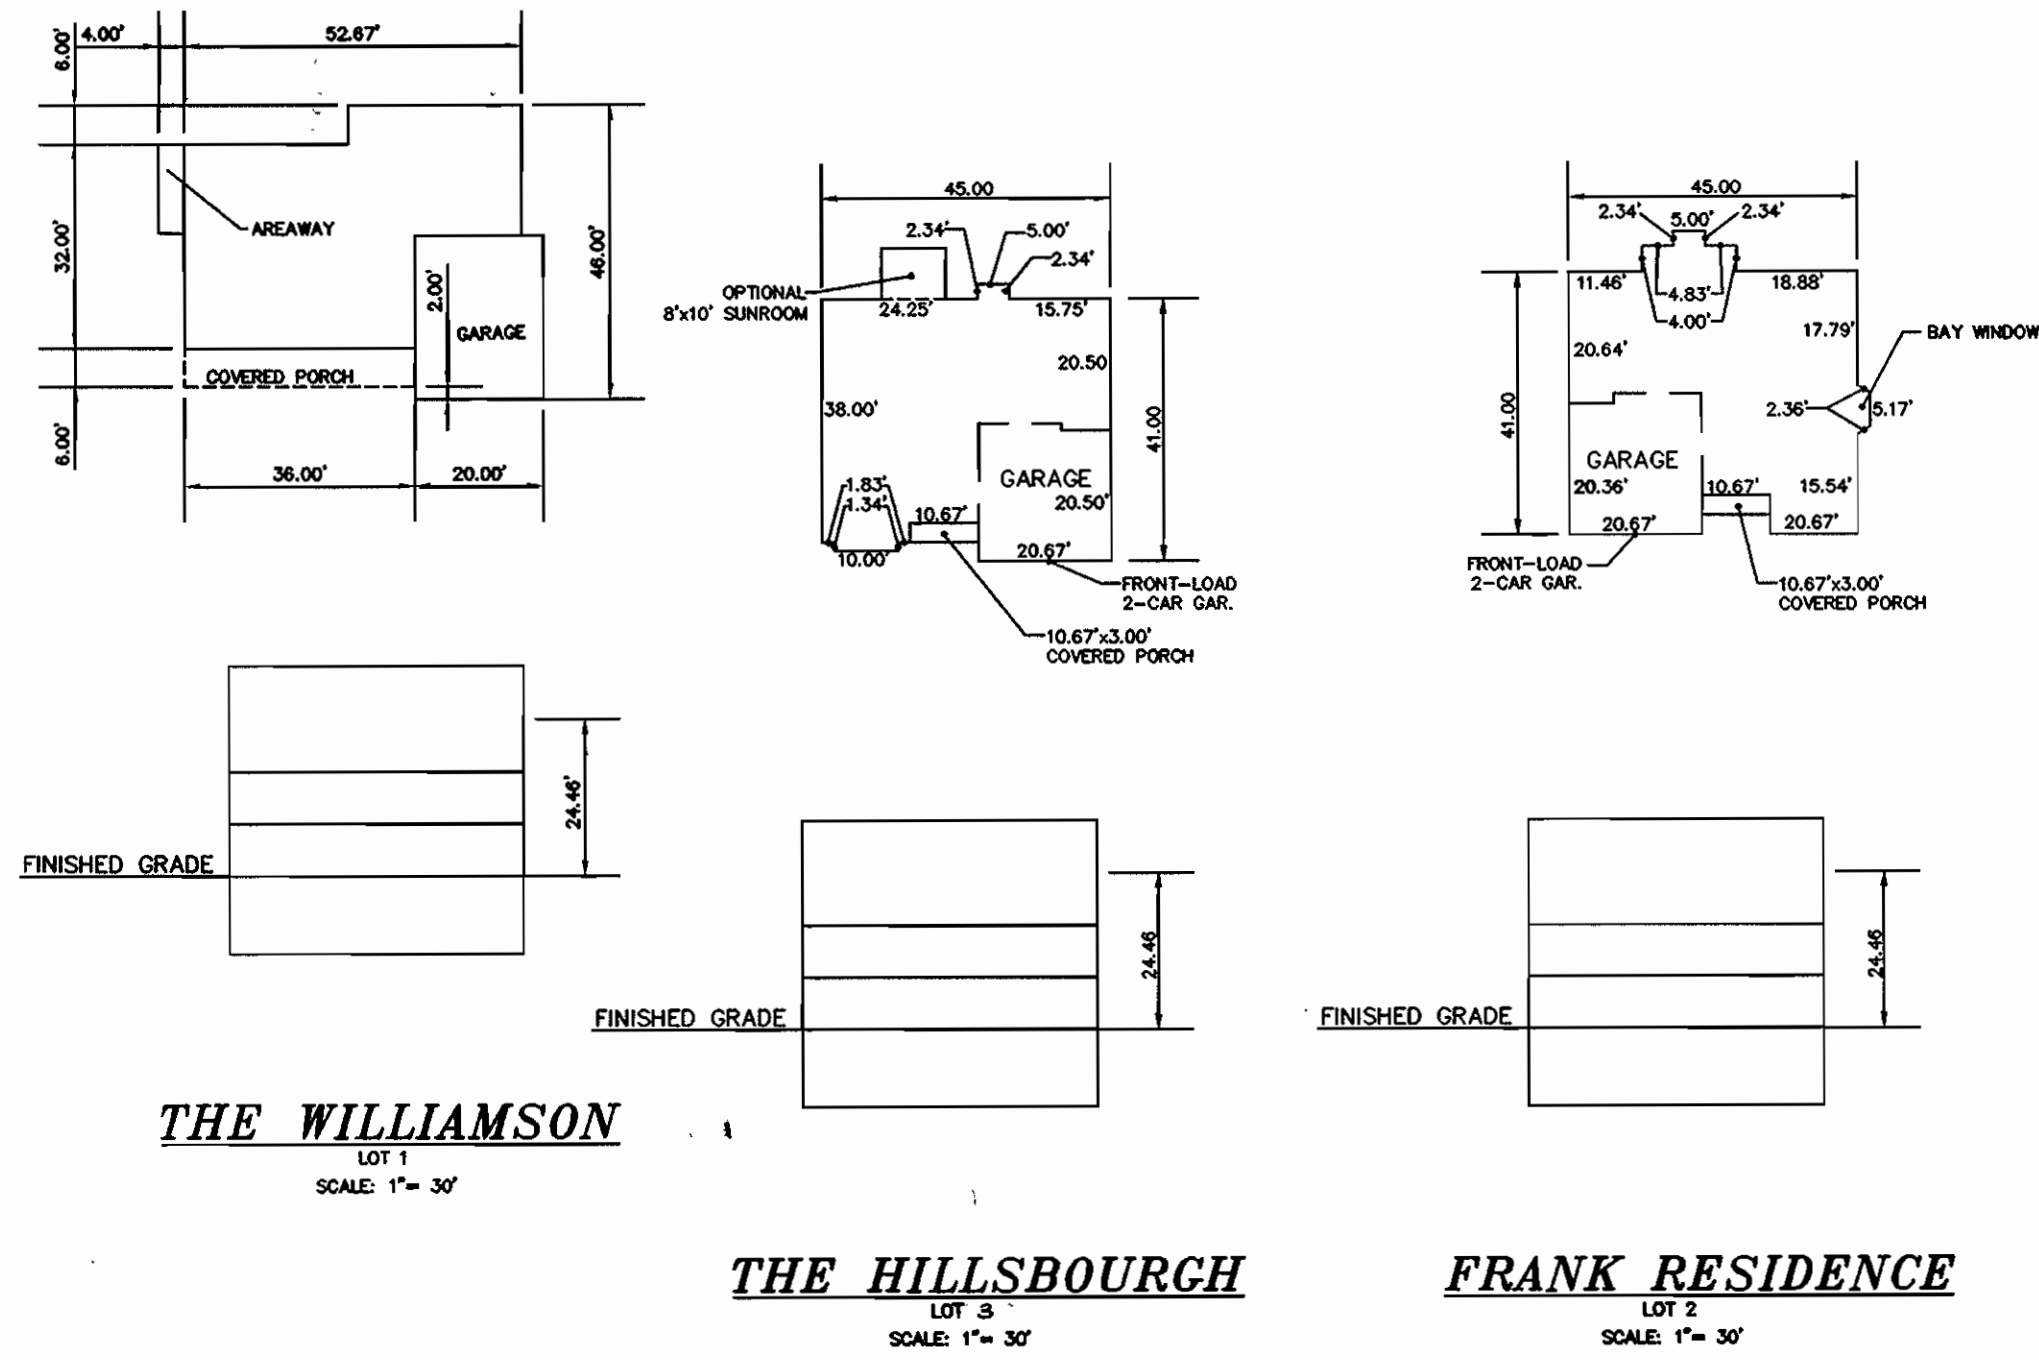 6.00'
4.00'
52.67'
AREAWAY
32.00'
2.00'
46.00'
GARAGE
COVERED PORCH
6.00'
36.00'
20.00'
24.46'
FINISHED GRADE
THE WILLIAMSON
LOT 1
SCALE: 1"= 30'
45.00
2.34'
5.00'
2.34'
OPTIONAL
8'x10' SUNROOM
24.25'
15.75'
20.50
38.00'
41.00
GARAGE
1.83'
1.34'
20.50'
10.67'
10.00'
20.67'
FRONT-LOAD
2-CAR GAR.
10.67'x3.00'
COVERED PORCH
24.46
FINISHED GRADE
THE HILLSBOURGH
LOT 3
SCALE: 1"= 30'
45.00
2.34'
5.00'
2.34'
11.46'
4.83'
18.88'
4.00'
17.79'
BAY WINDOW
20.64'
41.00
2.36'
5.17'
GARAGE
20.36'
10.67'
15.54'
20.67'
20.67'
FRONT-LOAD
2-CAR GAR.
10.67'x3.00'
COVERED PORCH
24.46
FINISHED GRADE
FRANK RESIDENCE
LOT 2
SCALE: 1"= 30'